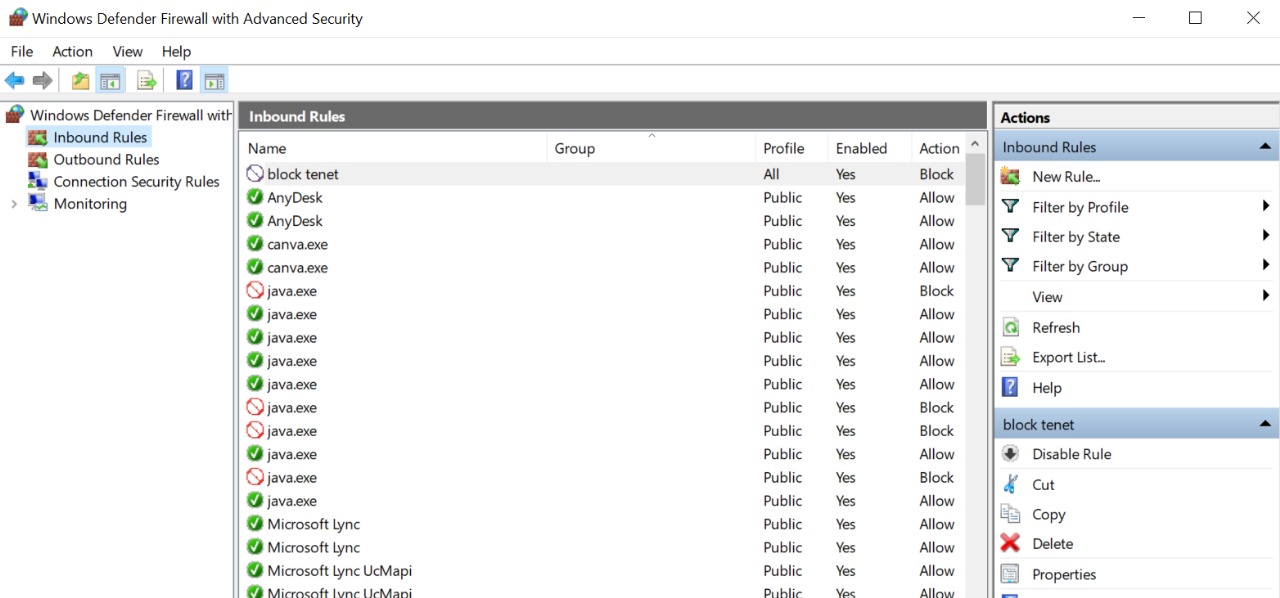 Windows Defender Firewall with Advanced Security
File Action View Help
Windows Defender Firewall with
Inbound Rules
Outbound Rules
Connection Security Rules
Monitoring
Inbound Rules
Name Group Profile Enabled Action
block tenet All Yes Block
AnyDesk Public Yes Allow
AnyDesk Public Yes Allow
canva.exe Public Yes Allow
canva.exe Public Yes Allow
java.exe Public Yes Block
java.exe Public Yes Allow
java.exe Public Yes Allow
java.exe Public Yes Allow
java.exe Public Yes Allow
java.exe Public Yes Block
java.exe Public Yes Block
java.exe Public Yes Allow
java.exe Public Yes Block
java.exe Public Yes Allow
Microsoft Lync Public Yes Allow
Microsoft Lync Public Yes Allow
Microsoft Lync UcMapi Public Yes Allow
Microsoft Lync UcMapi Public Yes Allow
Actions
Inbound Rules
New Rule...
Filter by Profile
Filter by State
Filter by Group
View
Refresh
Export List...
Help
block tenet
Disable Rule
Cut
Copy
Delete
Properties